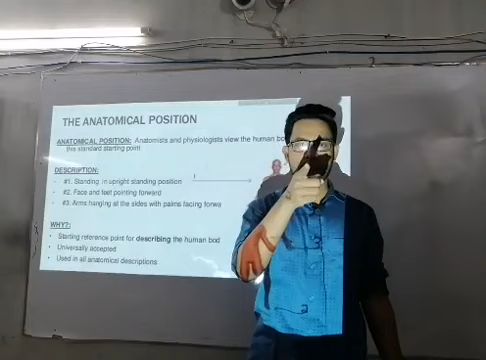 THE ANATOMICAL POSITION
ANATOMICAL POSITION: Anatomists and physiologists view the human bo
this standard starting point
DESCRIPTION:
- #1. Standing in upright standing position
- #2. Face and feet pointing forward
- #3. Arms hanging at the sides with palms facing forwa
WHY?
• Starting reference point for describing the human bod
• Universally accepted
• Used in all anatomical descriptions